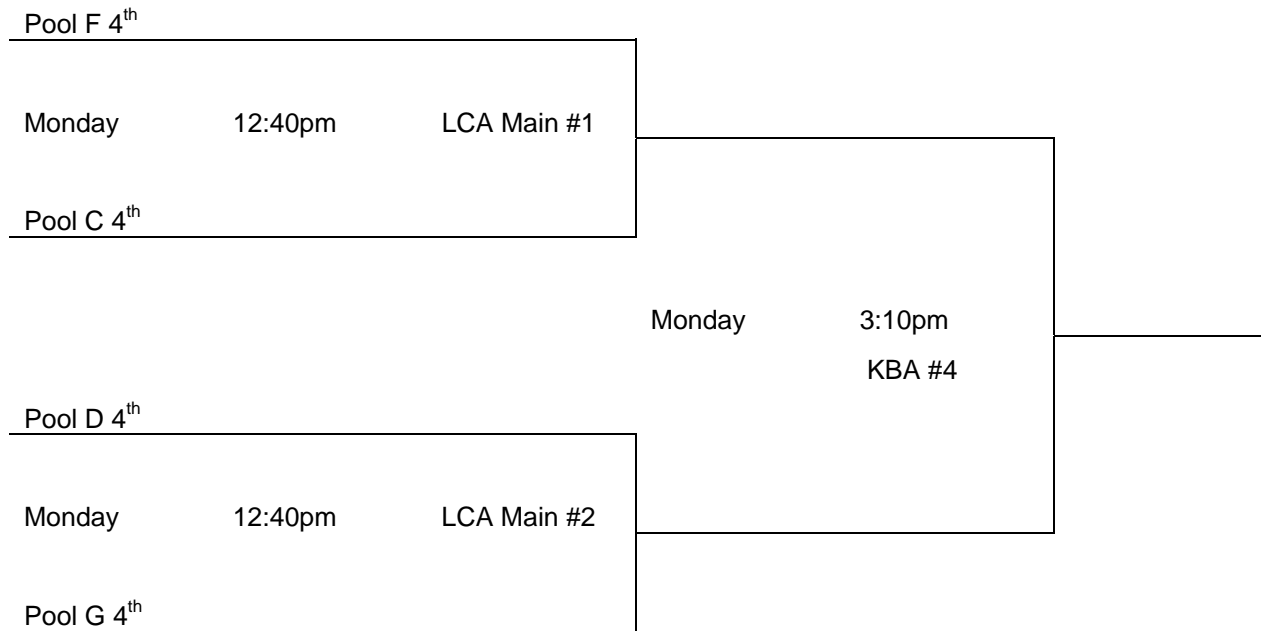 Pool F 4th
Monday 12:40pm LCA Main #1
Pool C 4th
Monday 3:10pm
KBA #4
Pool D 4th
Monday 12:40pm LCA Main #2
Pool G 4th